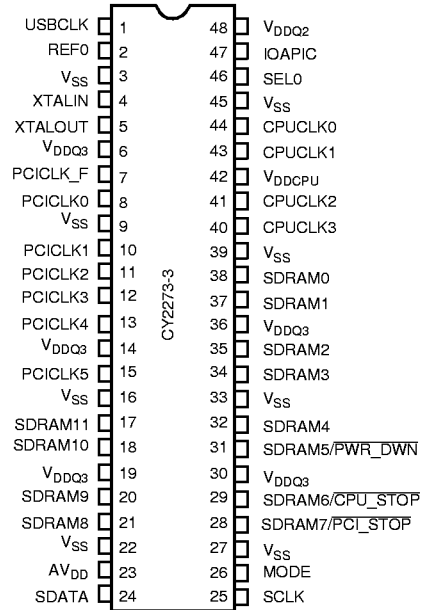 USBCLK 1 48 VDDQ2
REF0 2 47 IOAPIC
VSS 3 46 SEL0
XTALIN 4 45 VSS
XTALOUT 5 44 CPUCLK0
VDDQ3 6 43 CPUCLK1
PCICLK_F 7 42 VDDCPU
PCICLK0 8 41 CPUCLK2
VSS 9 40 CPUCLK3
PCICLK1 10 39 VSS
PCICLK2 11 38 SDRAM0
PCICLK3 12 37 SDRAM1
PCICLK4 13 36 VDDQ3
VDDQ3 14 35 SDRAM2
PCICLK5 15 34 SDRAM3
VSS 16 33 VSS
SDRAM11 17 32 SDRAM4
SDRAM10 18 31 SDRAM5/PWR_DWN
VDDQ3 19 30 VDDQ3
SDRAM9 20 29 SDRAM6/CPU_STOP
SDRAM8 21 28 SDRAM7/PCI_STOP
VSS 22 27 VSS
AVDD 23 26 MODE
SDATA 24 25 SCLK
CY2273-3